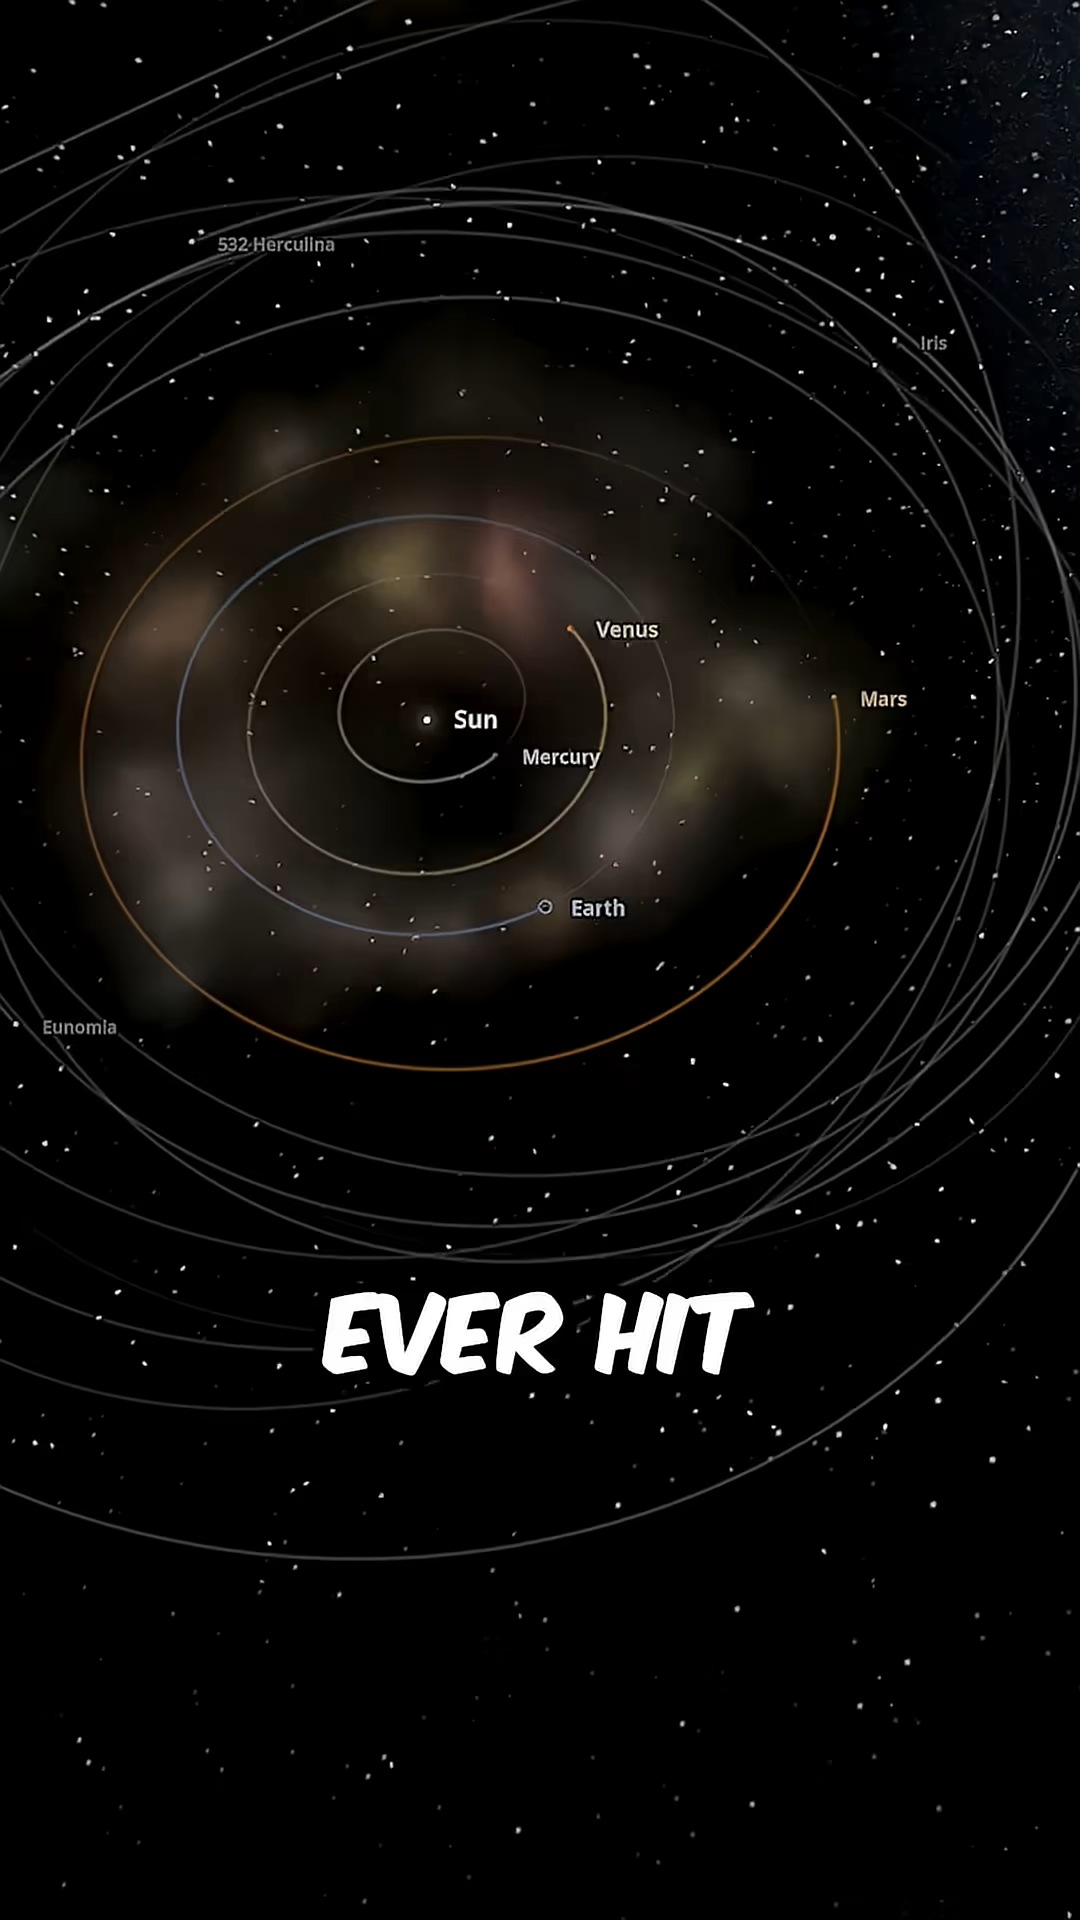 532 Herculina
Iris
Venus
Mars
Sun
Mercury
Earth
Eunomia
EVER HIT